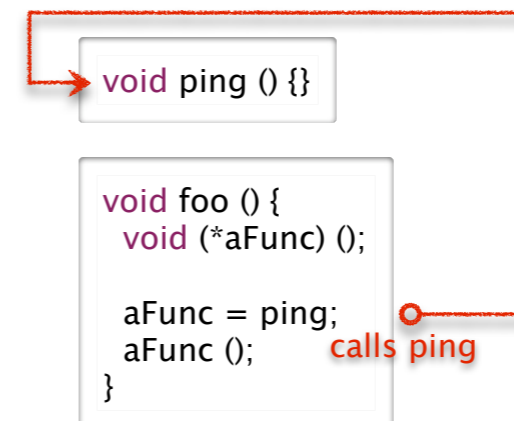 void ping () {}
void foo () {
void (*aFunc) ();
aFunc = ping;
aFunc ();
calls ping
}